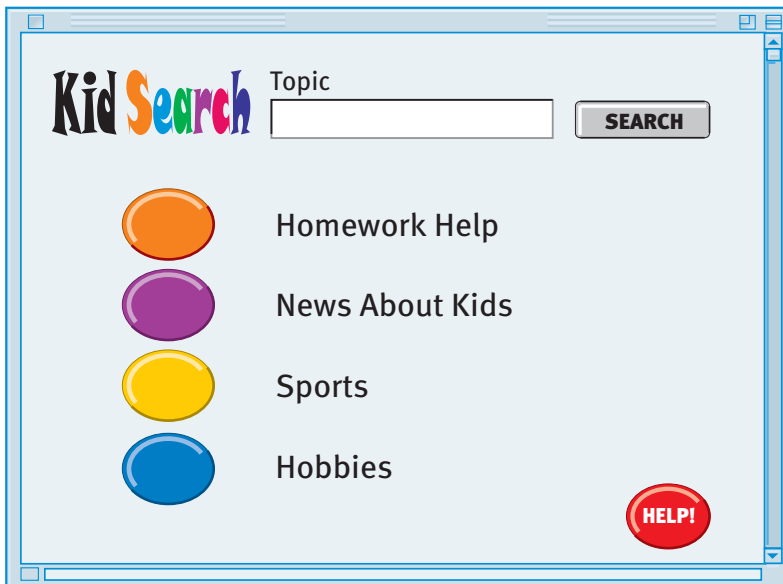 Topic
Kid Search
SEARCH
Homework Help
News About Kids
Sports
Hobbies
HELP!